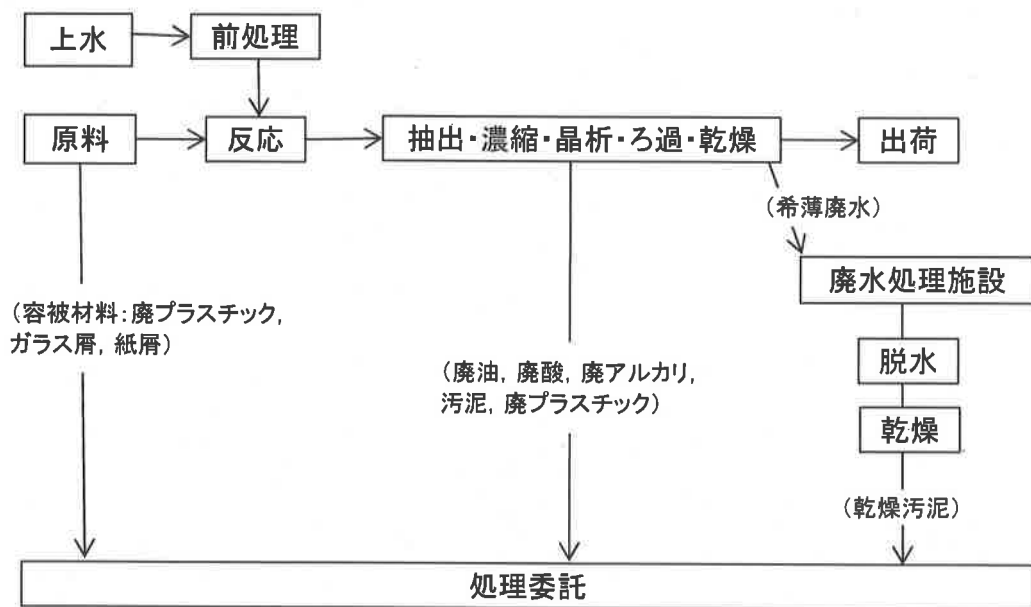 上水
前処理
原料
反応
抽出・濃縮・晶析・ろ過・乾燥
出荷
(希薄廃水)
廃水処理施設
(容被材料:廃プラスチック,
ガラス屑, 紙屑)
脱水
(廃油, 廃酸, 廃アルカリ,
汚泥, 廃プラスチック)
乾燥
(乾燥汚泥)
処理委託